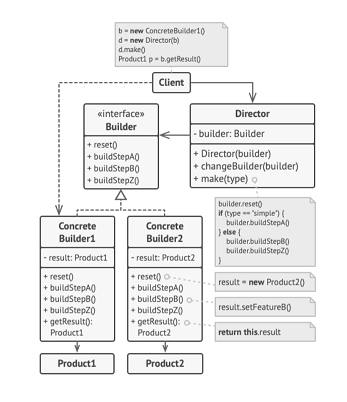 b = new ConcreteBuilder1()
d = new Director(b)
d.make()
Product1 p = b.getResult()
Client
«interface»
Builder
+ reset()
+ buildStepA()
+ buildStepB()
+ buildStepZ()
Director
- builder: Builder
+ Director(builder)
+ changeBuilder(builder)
+ make(type)
builder.reset()
if (type == "simple") {
builder.buildStepA()
} else {
builder.buildStepB()
builder.buildStepZ()
}
Concrete
Builder1
- result: Product1
+ reset()
+ buildStepA()
+ buildStepB()
+ buildStepZ()
+ getResult():
Product1
Concrete
Builder2
- result: Product2
+ reset()
+ buildStepA()
+ buildStepB()
+ buildStepZ()
+ getResult():
Product2
result = new Product2()
result.setFeatureB()
return this.result
Product1
Product2